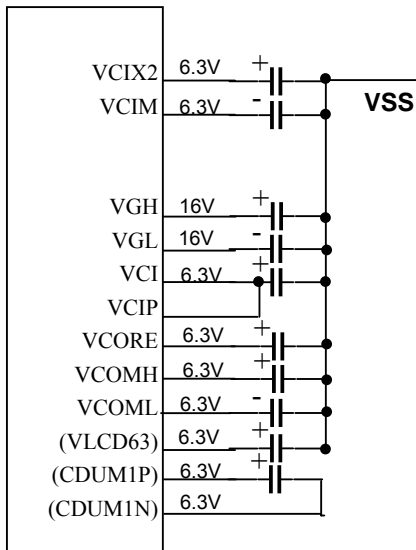 VCIX2 6.3V +
VCIM 6.3V -
VSS
VGH 16V +
VGL 16V -
VCI 6.3V +
VCIP
VCORE 6.3V +
VCOMH 6.3V +
VCOML 6.3V -
(VLCD63) 6.3V +
(CDUM1P) 6.3V +
(CDUM1N) 6.3V